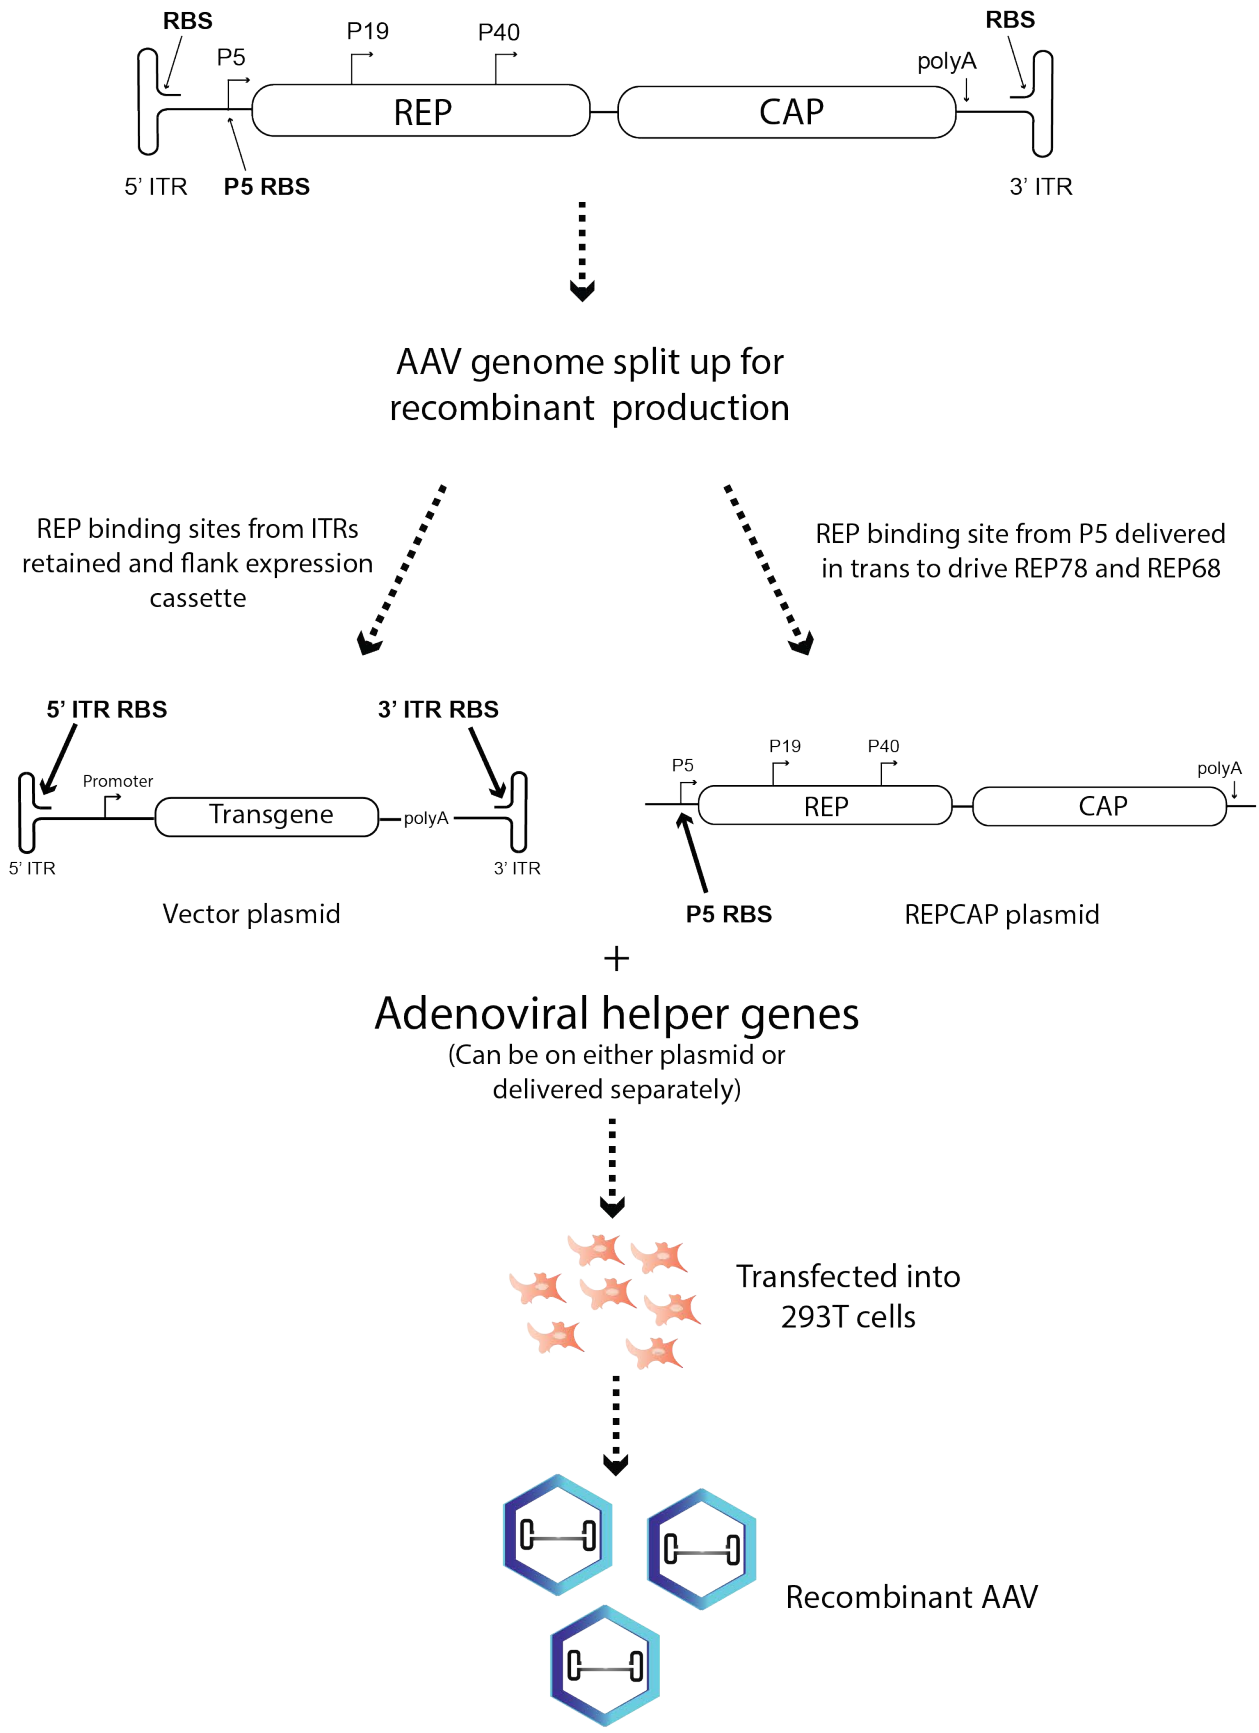 RBS
RBS
P19
P40
P5
polyA
REP
CAP
5’ ITR
P5 RBS
3’ ITR
AAV genome split up for
recombinant production
REP binding sites from ITRs
retained and flank expression
cassette
REP binding site from P5 delivered
in trans to drive REP78 and REP68
5’ ITR RBS
3’ ITR RBS
Promoter
Transgene
polyA
5’ ITR
3’ ITR
Vector plasmid
P19
P40
P5
polyA
REP
CAP
P5 RBS
REPCAP plasmid
+
Adenoviral helper genes
(Can be on either plasmid or
delivered separately)
Transfected into
293T cells
Recombinant AAV